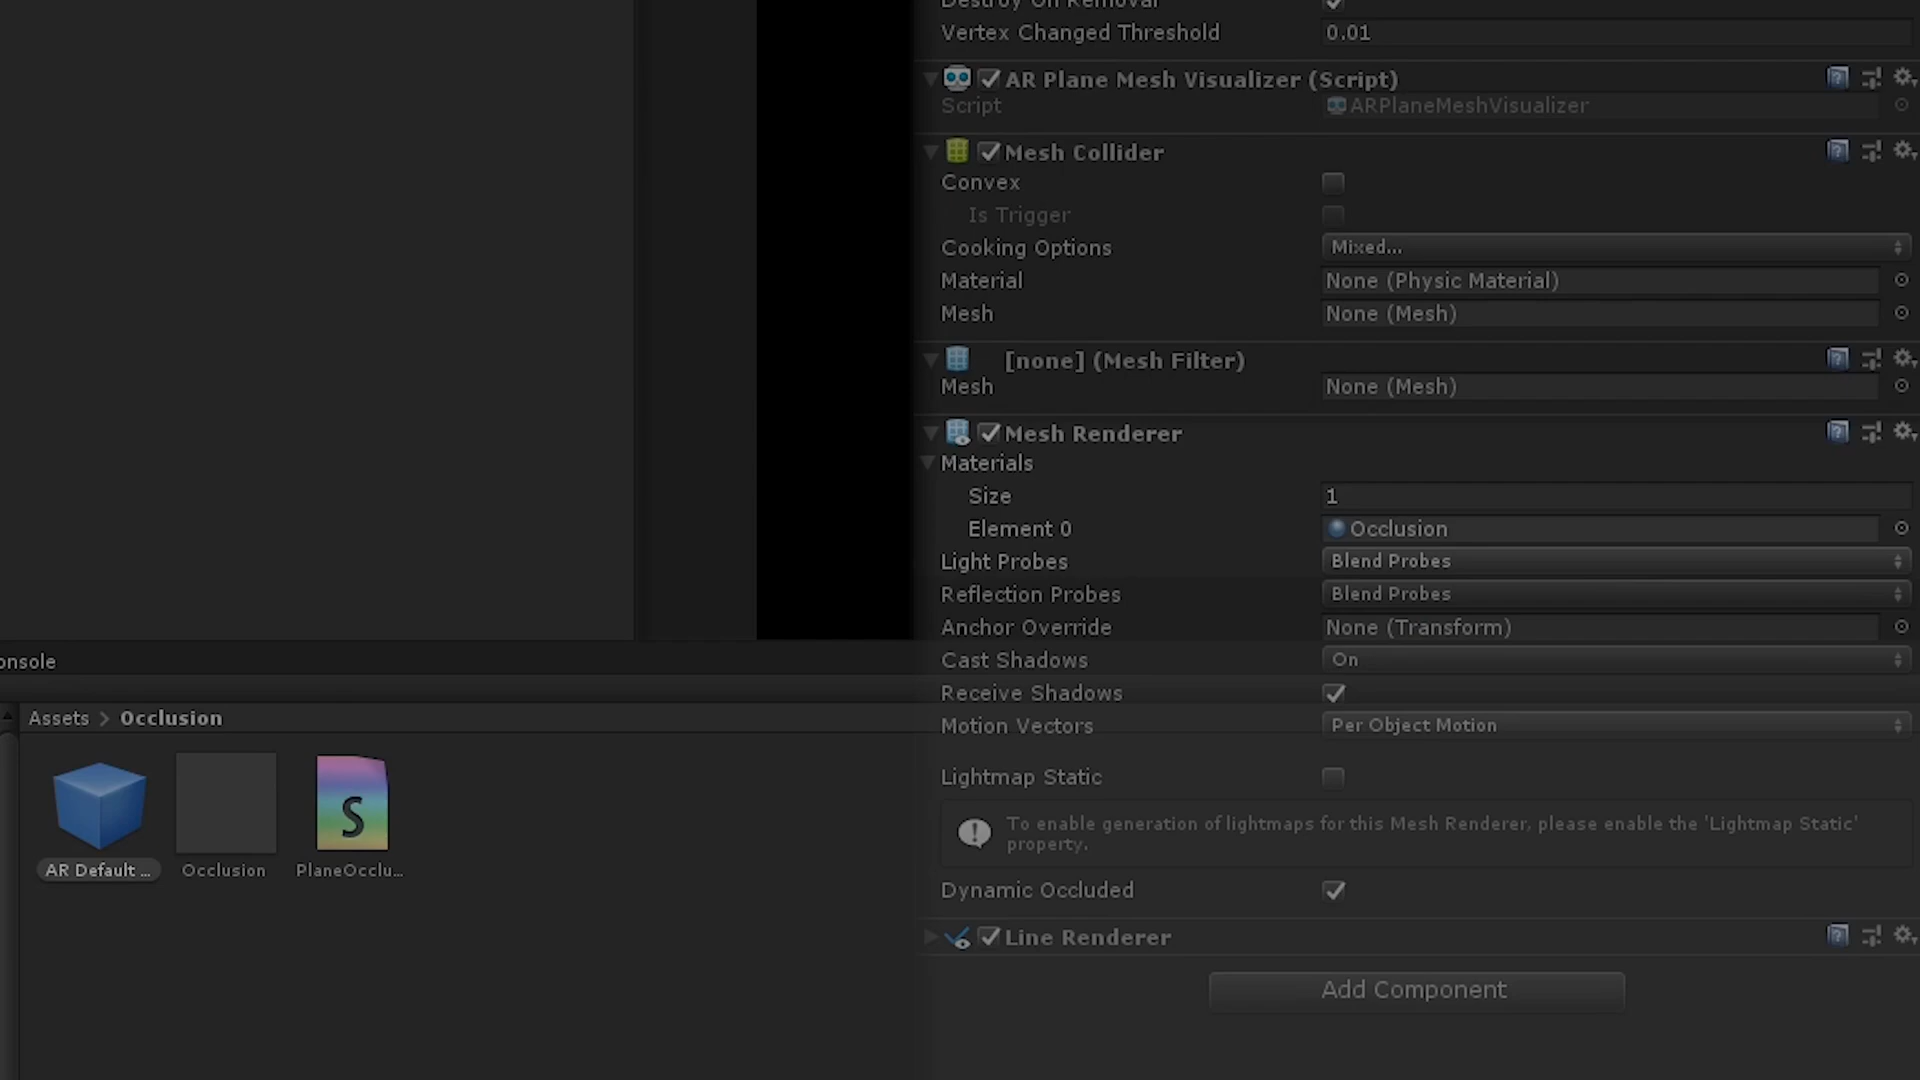 Destroy On Removal
Vertex Changed Threshold 0.01
AR Plane Mesh Visualizer (Script)
Script ARPlaneMeshVisualizer
Mesh Collider
Convex
Is Trigger
Cooking Options Mixed...
Material None (Physic Material)
Mesh None (Mesh)
[none] (Mesh Filter)
Mesh None (Mesh)
Mesh Renderer
Materials
Size 1
Element 0 Occlusion
Light Probes Blend Probes
Reflection Probes Blend Probes
Anchor Override None (Transform)
Cast Shadows On
Receive Shadows
Motion Vectors Per Object Motion
Lightmap Static
To enable generation of lightmaps for this Mesh Renderer, please enable the 'Lightmap Static'
property.
Dynamic Occluded
Line Renderer
Add Component
onsole
Assets > Occlusion
S
AR Default ... Occlusion PlaneOcclu...